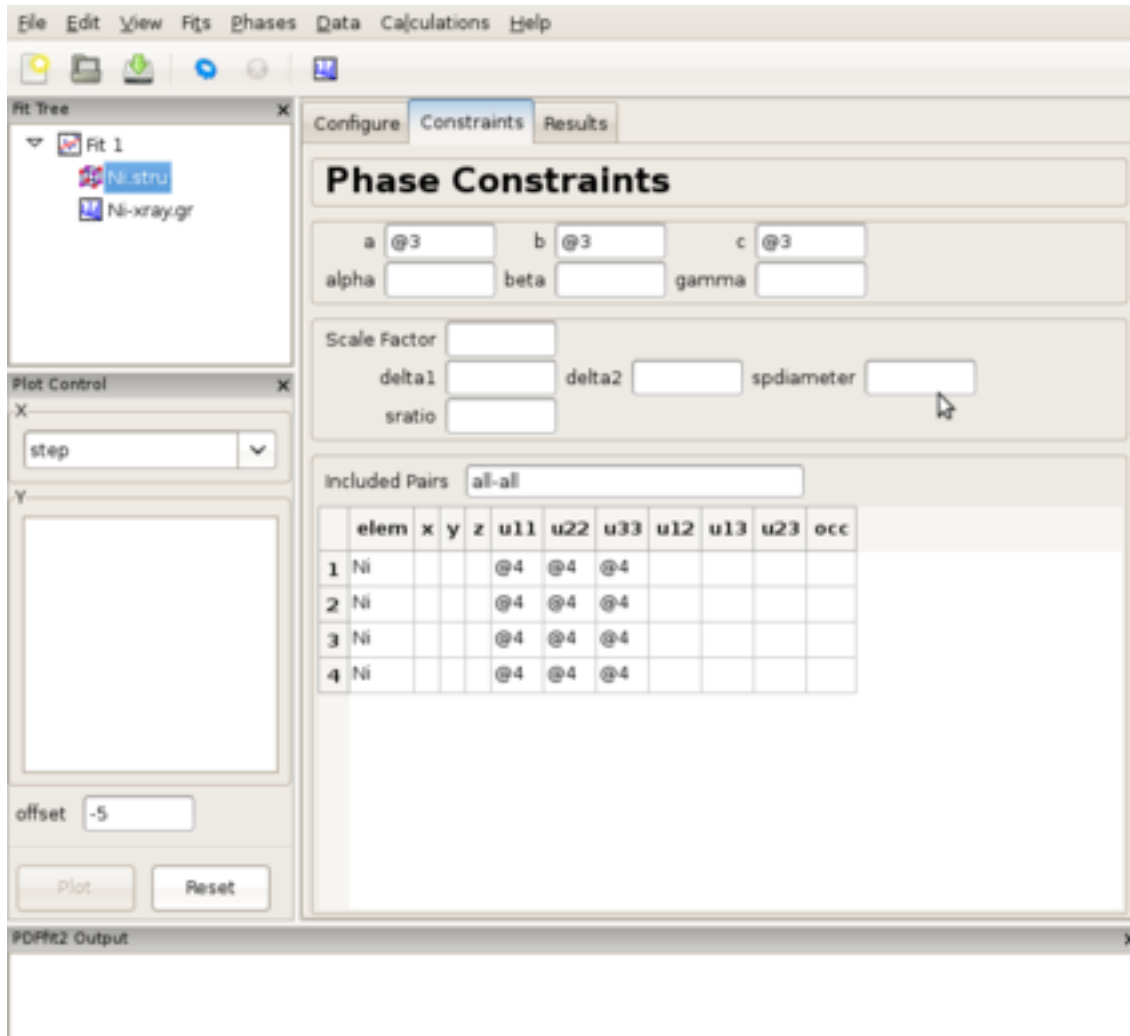 File Edit View Fits Phases Data Calculations Help
Fit Tree
Fit 1
Ni.stru
Ni-xray.gr
Plot Control
X
step
Y
offset -5
Plot Reset
Configure Constraints Results
Phase Constraints
a @3 b @3 c @3
alpha beta gamma
Scale Factor
delta1 delta2 spdiameter
sratio
Included Pairs all-all
elem x y z u11 u22 u33 u12 u13 u23 occ
1 Ni @4 @4 @4
2 Ni @4 @4 @4
3 Ni @4 @4 @4
4 Ni @4 @4 @4
PDFfit2 Output